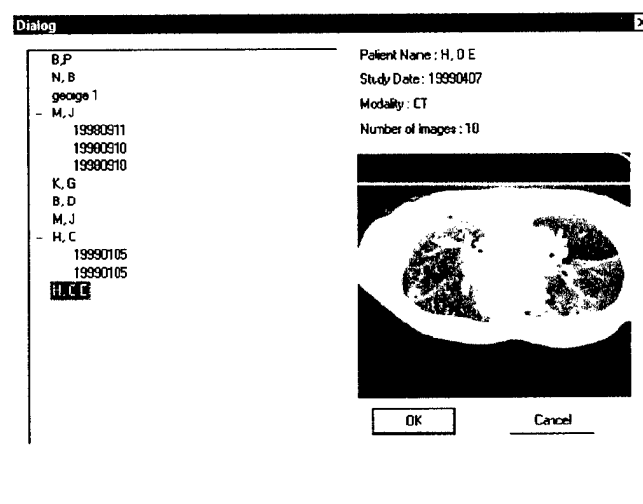 Dialog
B,P
N, B
george 1
M, J
19980911
19980910
19980910
K, G
B, D
M, J
H, C
19990105
19990105
Patient Name : H, D E
Study Date : 19990407
Modality : CT
Number of images : 10
OK
Cancel